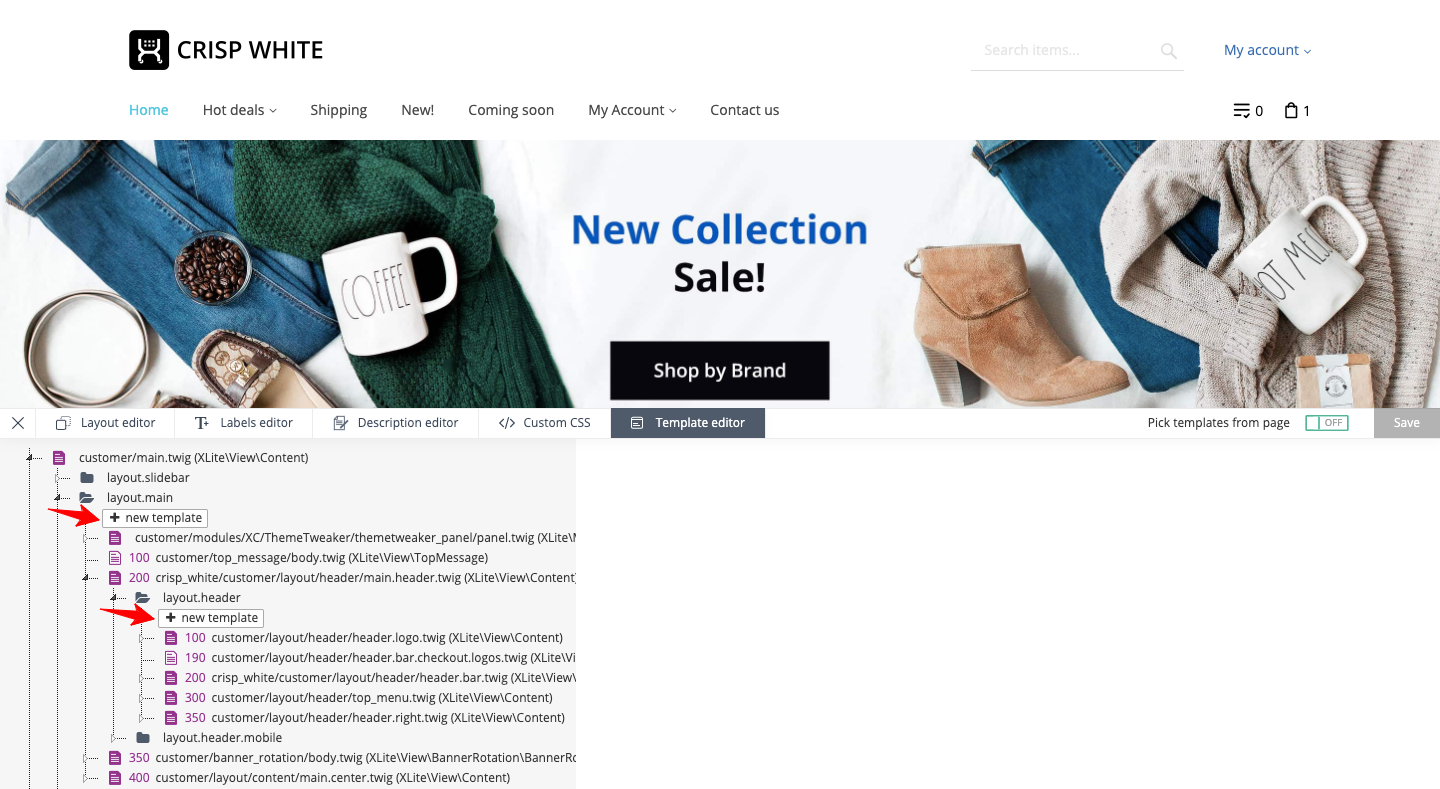 CRISP WHITE
Search items...
My account
Home Hot deals Shipping New! Coming soon My Account Contact us 0 1
COFFEE
New Collection
Sale!
Shop by Brand
Layout editor Labels editor Description editor Custom CSS Template editor Pick templates from page OFF Save
customer/main.twig (XLite\View\Content)
layout.slidebar
layout.main
+ new template
customer/modules/XC/ThemeTweaker/themetweaker_panel/panel.twig (XLite\M
100 customer/top_message/body.twig (XLite\View\TopMessage)
200 crisp_white/customer/layout/header/main.header.twig (XLite\View\Content)
layout.header
+ new template
100 customer/layout/header/header.logo.twig (XLite\View\Content)
190 customer/layout/header/header.bar.checkout.logos.twig (XLite\Vi
200 crisp_white/customer/layout/header/header.bar.twig (XLite\View\
300 customer/layout/header/top_menu.twig (XLite\View\Content)
350 customer/layout/header/header.right.twig (XLite\View\Content)
layout.header.mobile
350 customer/banner_rotation/body.twig (XLite\View\BannerRotation\BannerRo
400 customer/layout/content/main.center.twig (XLite\View\Content)